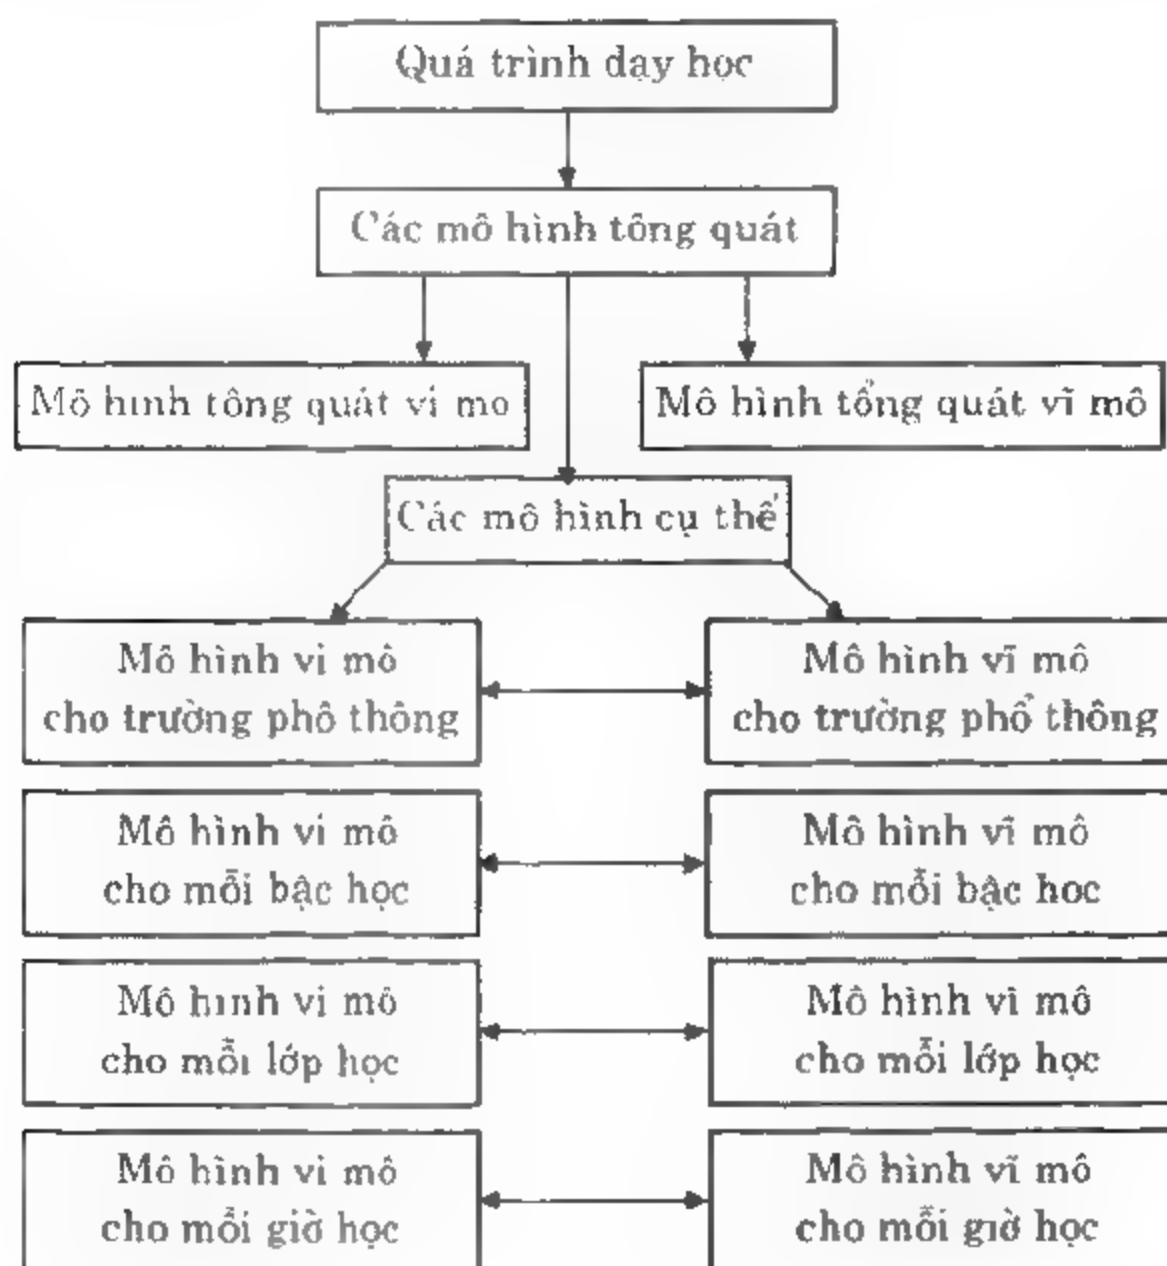 Quá trình dạy học
Các mô hình tổng quát
Mô hình tổng quát vi mô
Mô hình tổng quát vĩ mô
Các mô hình cụ thể
Mô hình vi mô
cho trường phổ thông
Mô hình vĩ mô
cho trường phổ thông
Mô hình vi mô
cho mỗi bậc học
Mô hình vĩ mô
cho mỗi bậc học
Mô hình vi mô
cho mỗi lớp học
Mô hình vĩ mô
cho mỗi lớp học
Mô hình vi mô
cho mỗi giờ học
Mô hình vĩ mô
cho mỗi giờ học